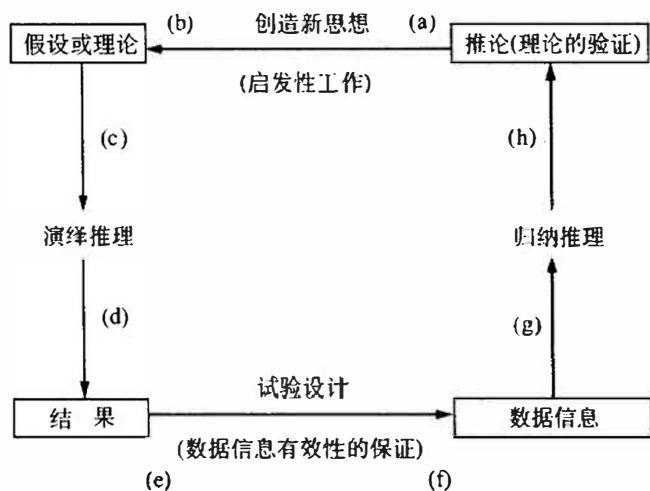 (b) 创造新思想 (a)
假设或理论 推论(理论的验证)
(启发性工作)
(c) (h)
演绎推理 归纳推理
(d) (g)
试验设计
结 果 数据信息
(数据信息有效性的保证)
(e) (f)